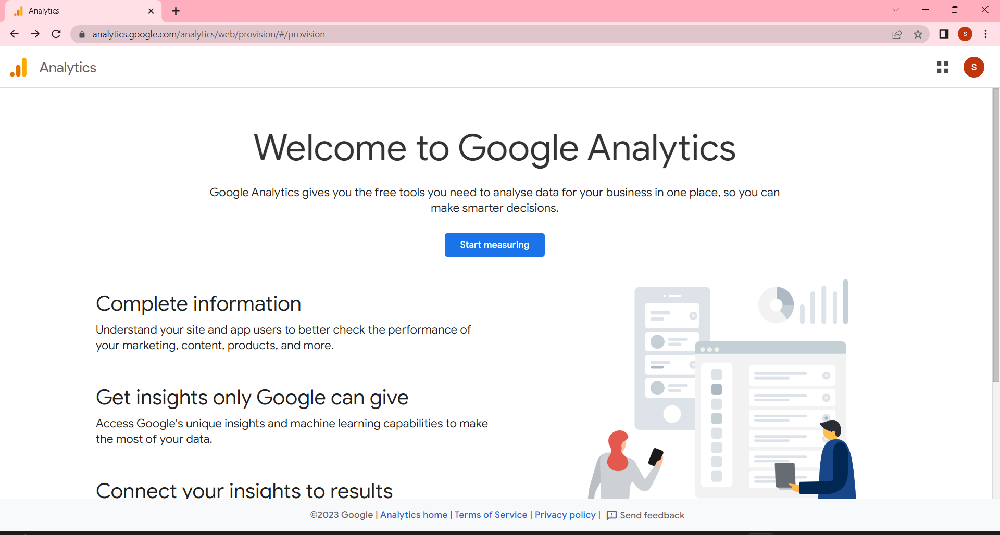 Analytics
analytics.google.com/analytics/web/provision/#/provision
S
Analytics
S
Welcome to Google Analytics
Google Analytics gives you the free tools you need to analyse data for your business in one place, so you can
make smarter decisions.
Start measuring
Complete information
Understand your site and app users to better check the performance of
your marketing, content, products, and more.
Get insights only Google can give
Access Google's unique insights and machine learning capabilities to make
the most of your data.
Connect your insights to results
©2023 Google | Analytics home | Terms of Service | Privacy policy | Send feedback